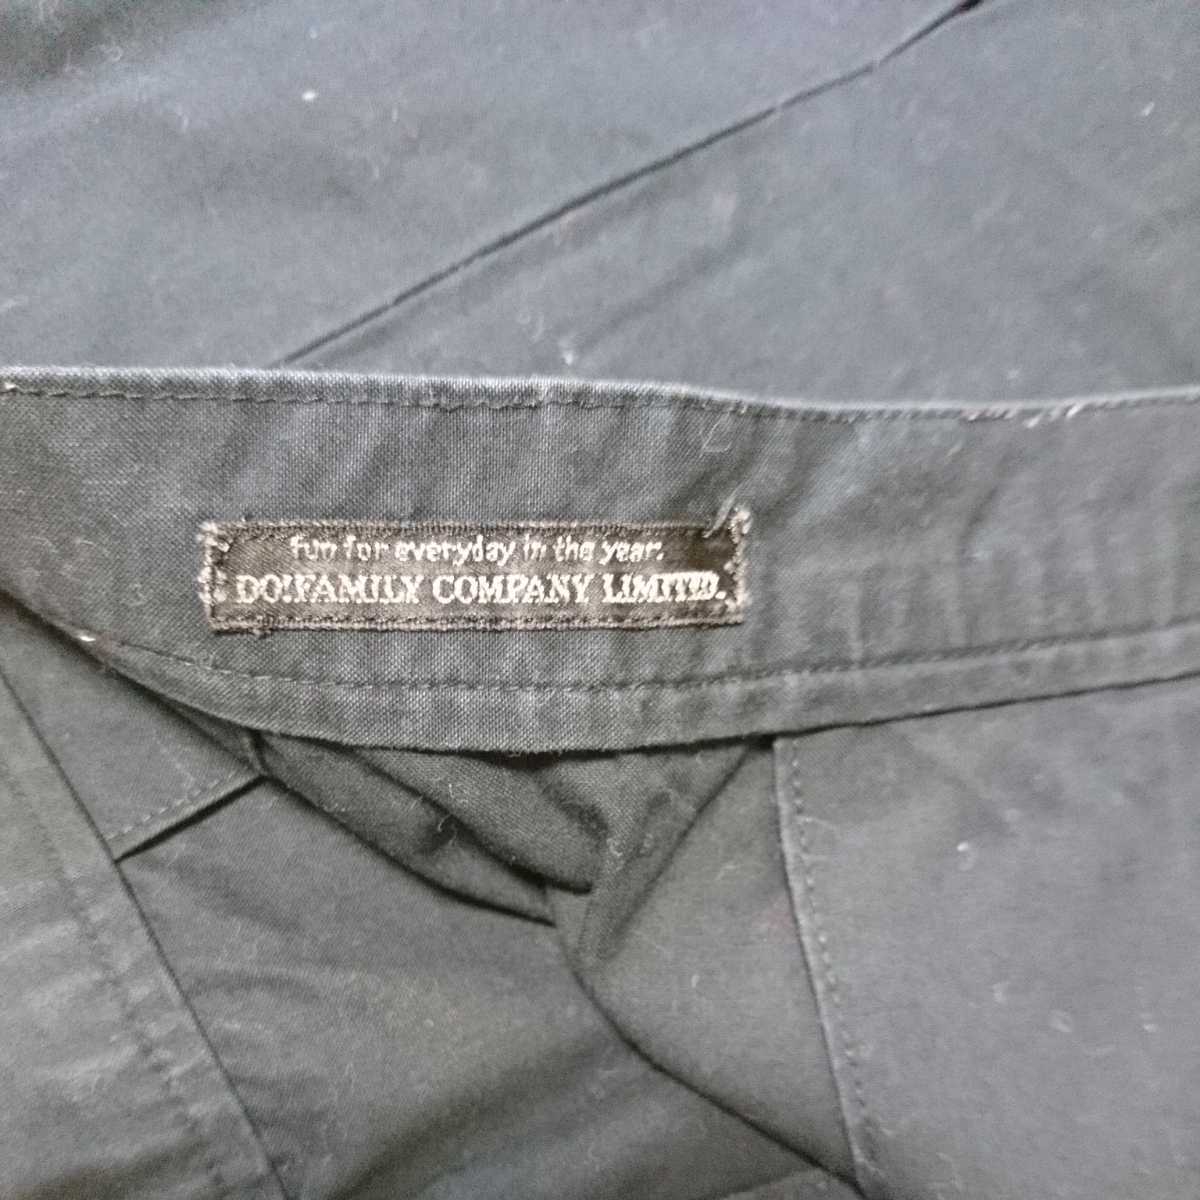 fun for everyday in the year.
DO!FAMILY COMPANY LIMITED.